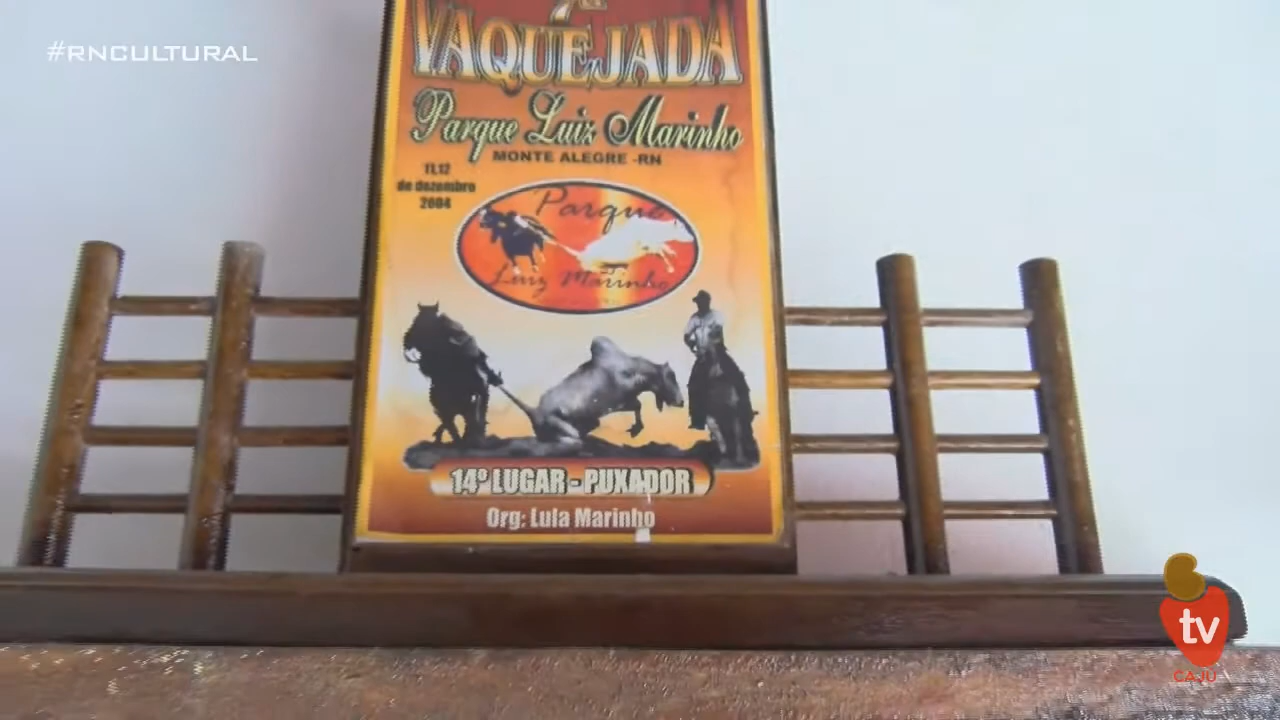 #RNCULTURAL
VAQUEJADA
Parque Luiz Marinho
MONTE ALEGRE -RN
11,12
de dezembro
2004
Parque
Luiz Marinho
14º LUGAR - PUXADOR
Org: Lula Marinho
tv
CAJU